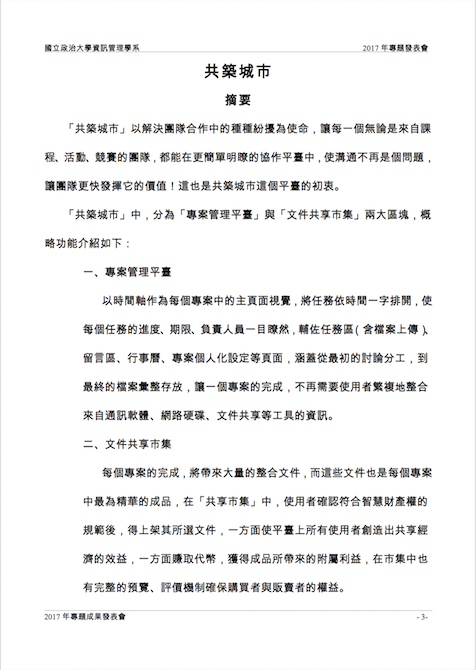 國立政治大學資訊管理學系 2017 年專題發表會
共築城市
摘要
「共築城市」以解決團隊合作中的種種紛擾為使命，讓每一個無論是來自課
程、活動、競賽的團隊，都能在更簡單明瞭的協作平臺中，使溝通不再是個問題，
讓團隊更快發揮它的價值！這也是共築城市這個平臺的初衷。
「共築城市」中，分為「專案管理平臺」與「文件共享市集」兩大區塊，概
略功能介紹如下：
一、專案管理平臺
以時間軸作為每個專案中的主頁面視覺，將任務依時間一字排開，使
每個任務的進度、期限、負責人員一目瞭然，輔佐任務區（含檔案上傳）、
留言區、行事曆、專案個人化設定等頁面，涵蓋從最初的討論分工，到
最終的檔案彙整存放，讓一個專案的完成，不再需要使用者繁複地整合
來自通訊軟體、網路硬碟、文件共享等工具的資訊。
二、文件共享市集
每個專案的完成，將帶來大量的整合文件，而這些文件也是每個專案
中最為精華的成品，在「共享市集」中，使用者確認符合智慧財產權的
規範後，得上架其所選文件，一方面使平臺上所有使用者創造出共享經
濟的效益，一方面賺取代幣，獲得成品所帶來的附屬利益，在市集中也
有完整的預覽、評價機制確保購買者與販賣者的權益。
2017 年專題成果發表會 - 3-